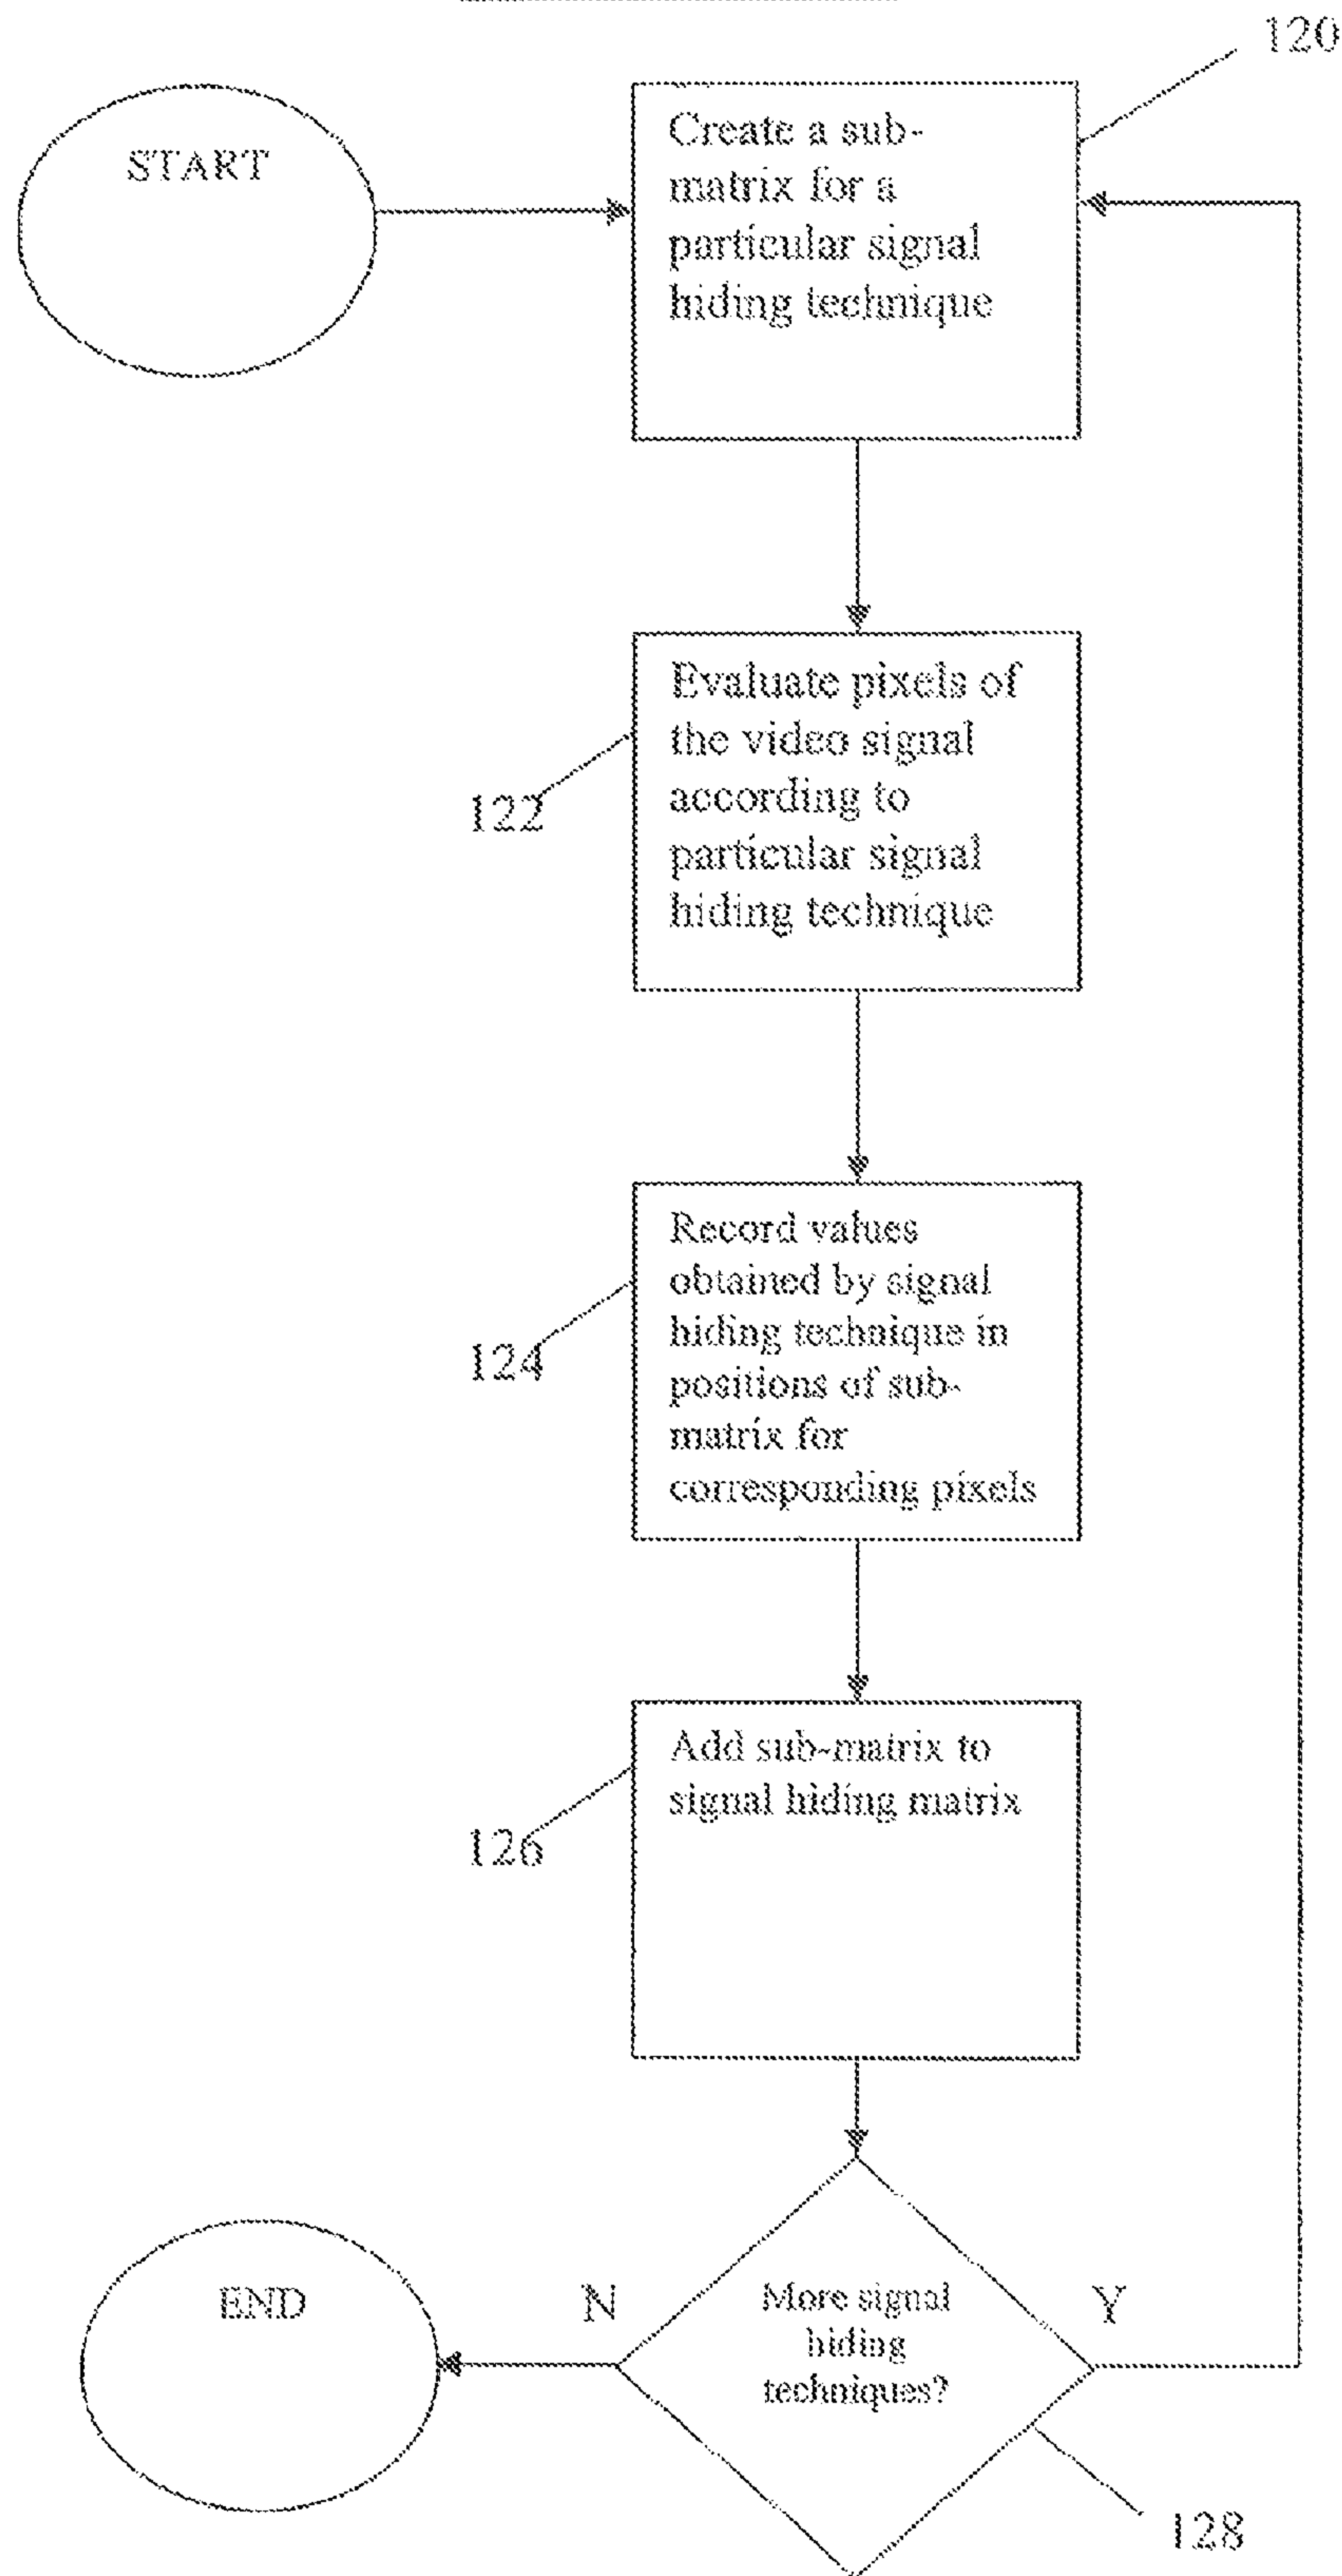 120
START
Create a sub-
matrix for a
particular signal
hiding technique
Evaluate pixels of
the video signal
according to
particular signal
hiding technique
122
Record values
obtained by signal
hiding technique in
positions of sub-
matrix for
corresponding pixels
124
Add sub-matrix to
signal hiding matrix
126
END
N
More signal
hiding
techniques?
Y
128